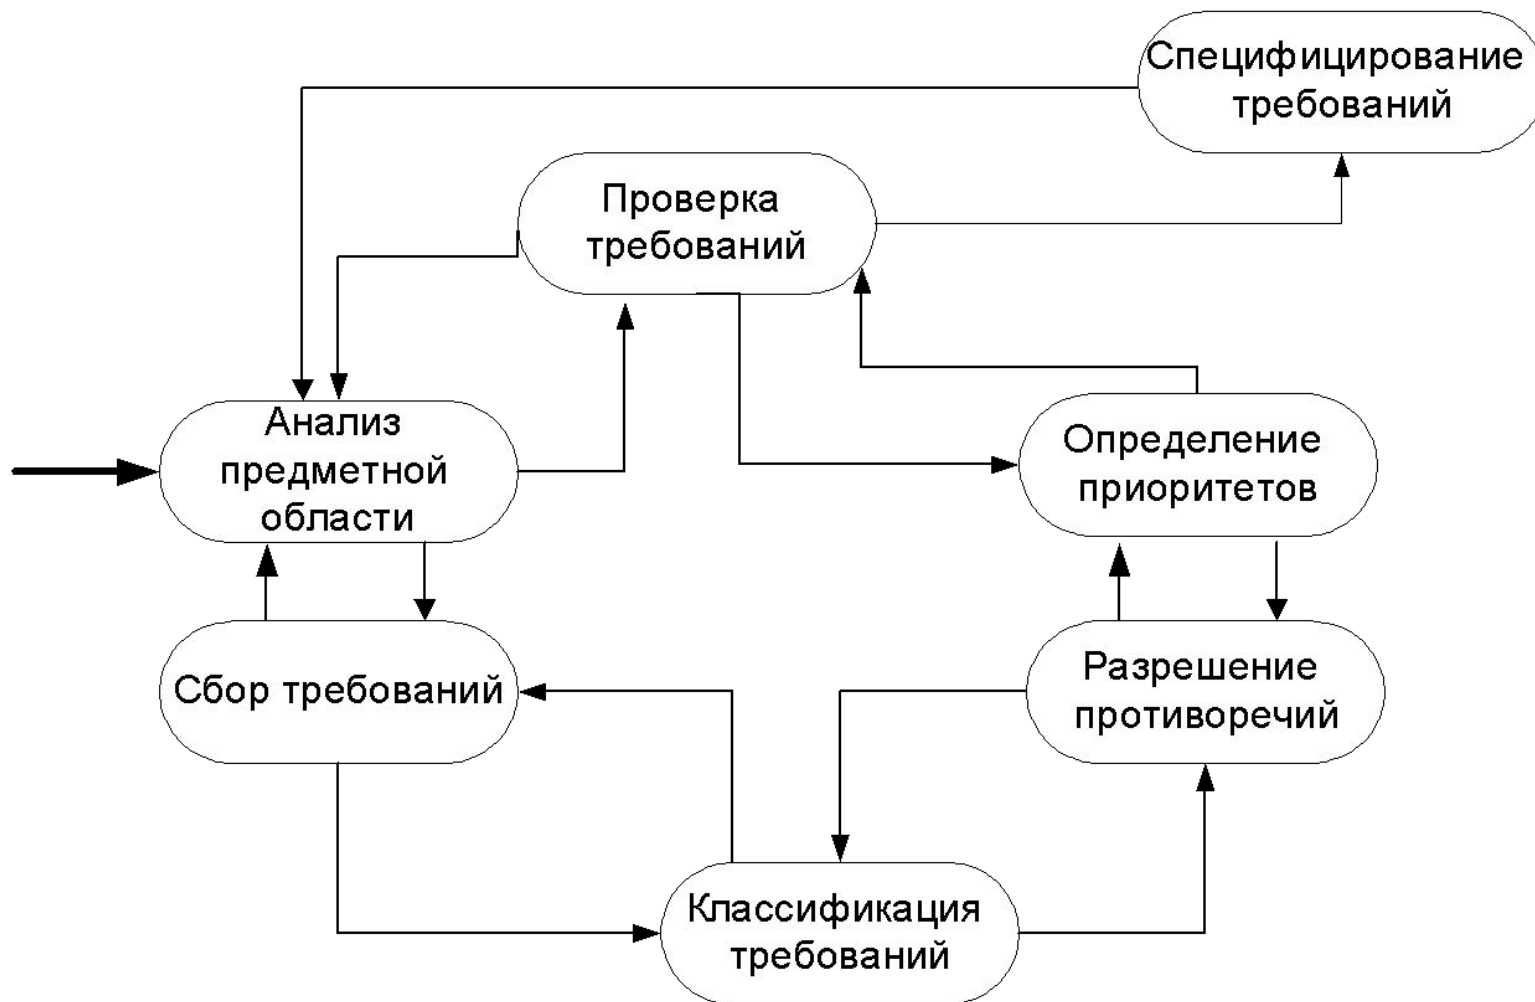 Специфицирование
требований
Проверка
требований
Анализ
предметной
области
Определение
приоритетов
Сбор требований
Разрешение
противоречий
Классификация
требований